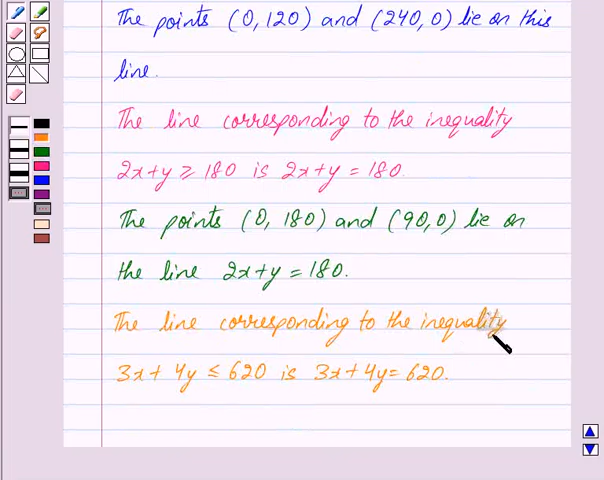 The points (0,120) and (240,0) lie on this
line.
The line corresponding to the inequality
2x+y ≥ 180 is 2x+y = 180.
The points (0, 180) and (90,0) lie on
the line 2x+y = 180.
The line corresponding to the inequality
3x+ 4y ≤ 620 is 3x+4y = 620.